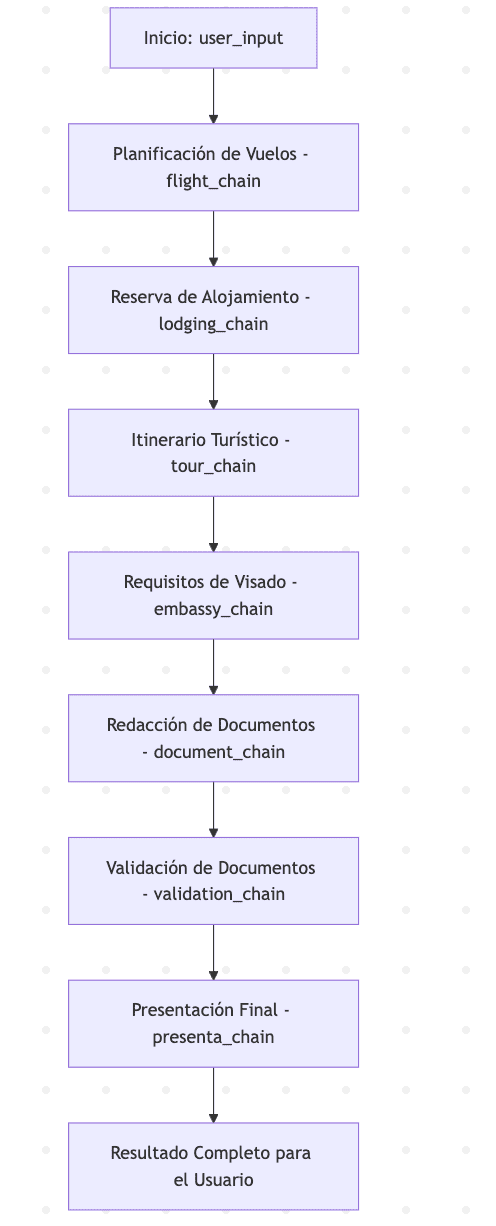 Inicio: user_input
Planificación de Vuelos -
flight_chain
Reserva de Alojamiento -
lodging_chain
Itinerario Turístico -
tour_chain
Requisitos de Visado -
embassy_chain
Redacción de Documentos
- document_chain
Validación de Documentos
- validation_chain
Presentación Final -
presenta_chain
Resultado Completo para
el Usuario